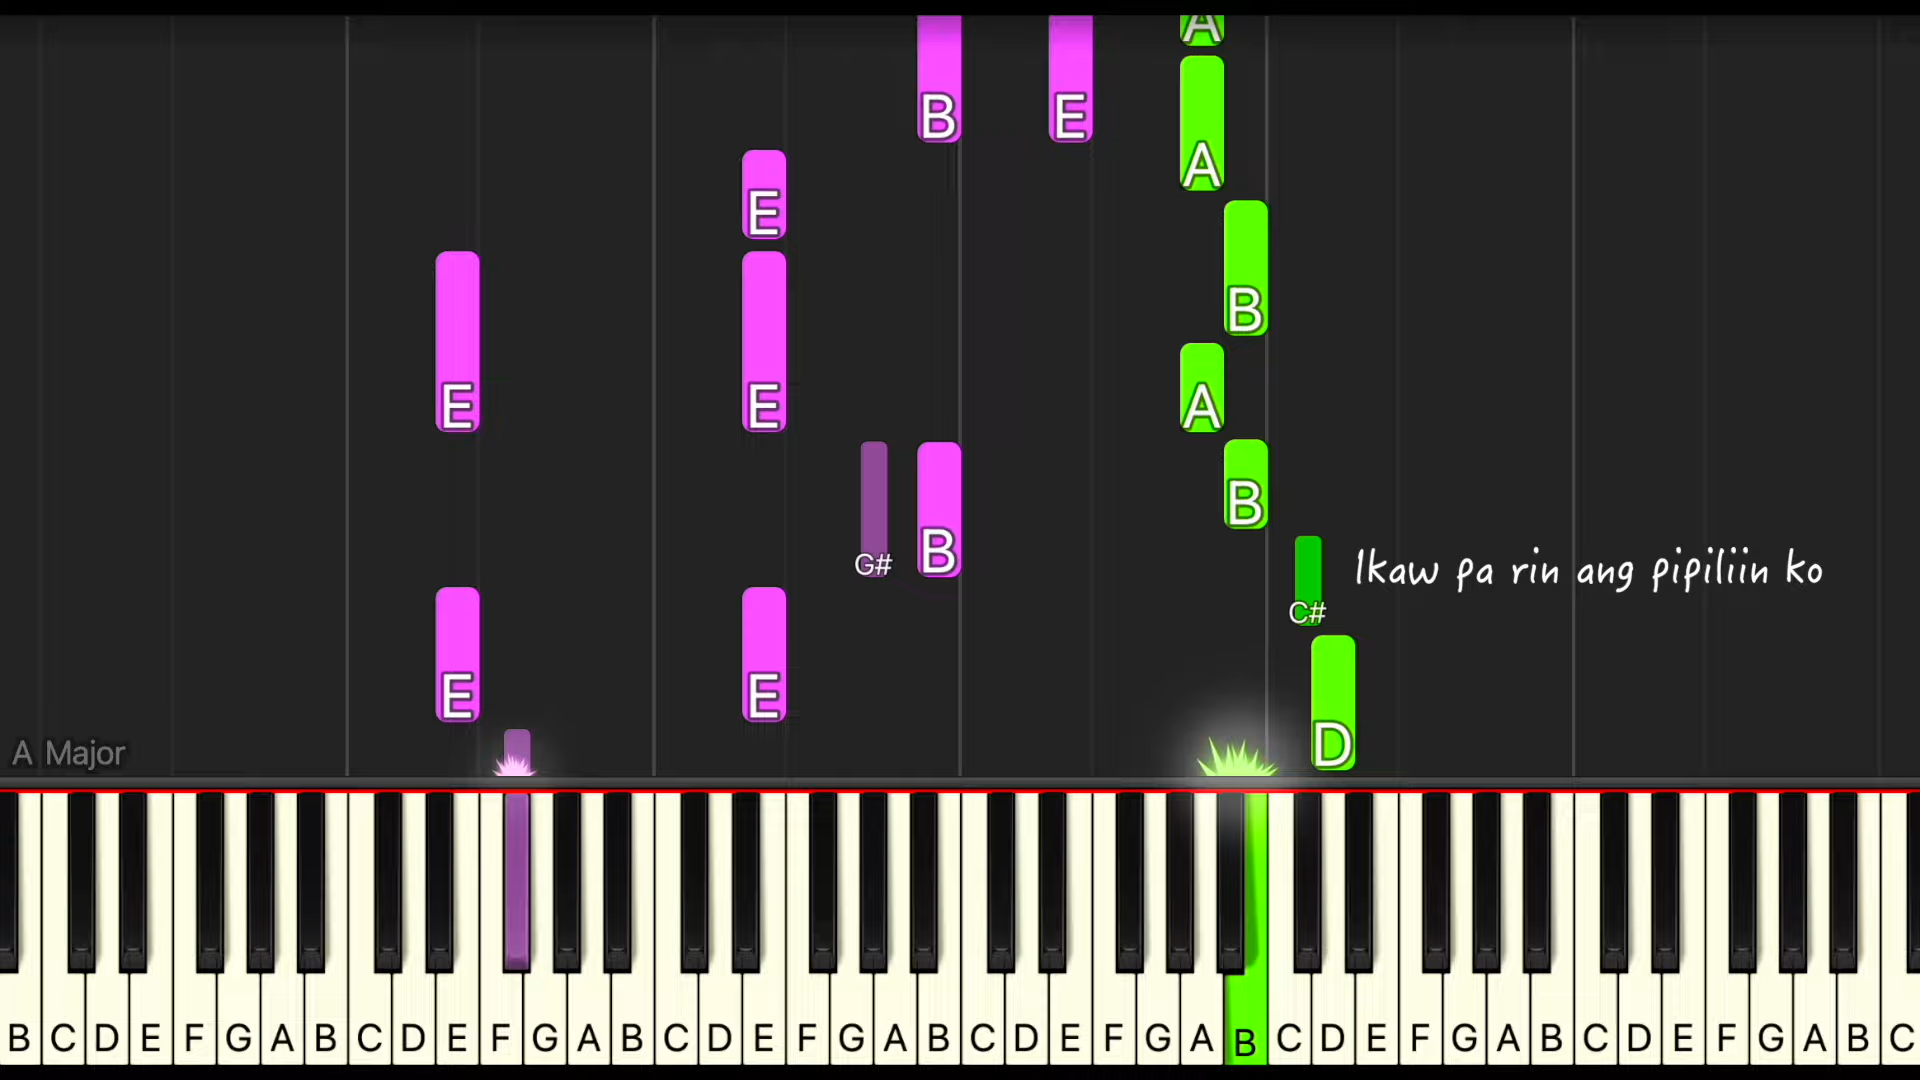 A
B E
A
E
B
E E A
B
G# B
Ikaw pa rin ang pipiliin ko
C#
E E
D
A Major
B C D E F G A B C D E F G A B C D E F G A B C D E F G A B C D E F G A B C D E F G A B C